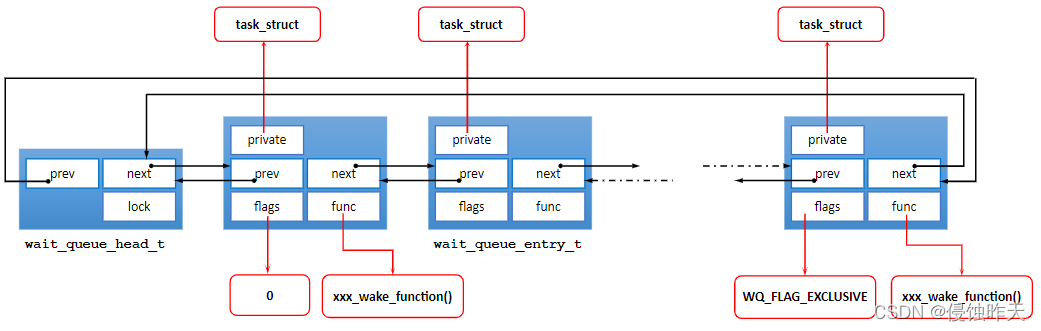 task_struct
task_struct
task_struct
private
private
private
prev
next
prev
next
prev
next
prev
next
lock
flags
func
flags
func
flags
func
wait_queue_head_t
wait_queue_entry_t
0
xxx_wake_function()
WQ_FLAG_EXCLUSIVE
xxx_wake_function()
CSDN @侵蚀昨天